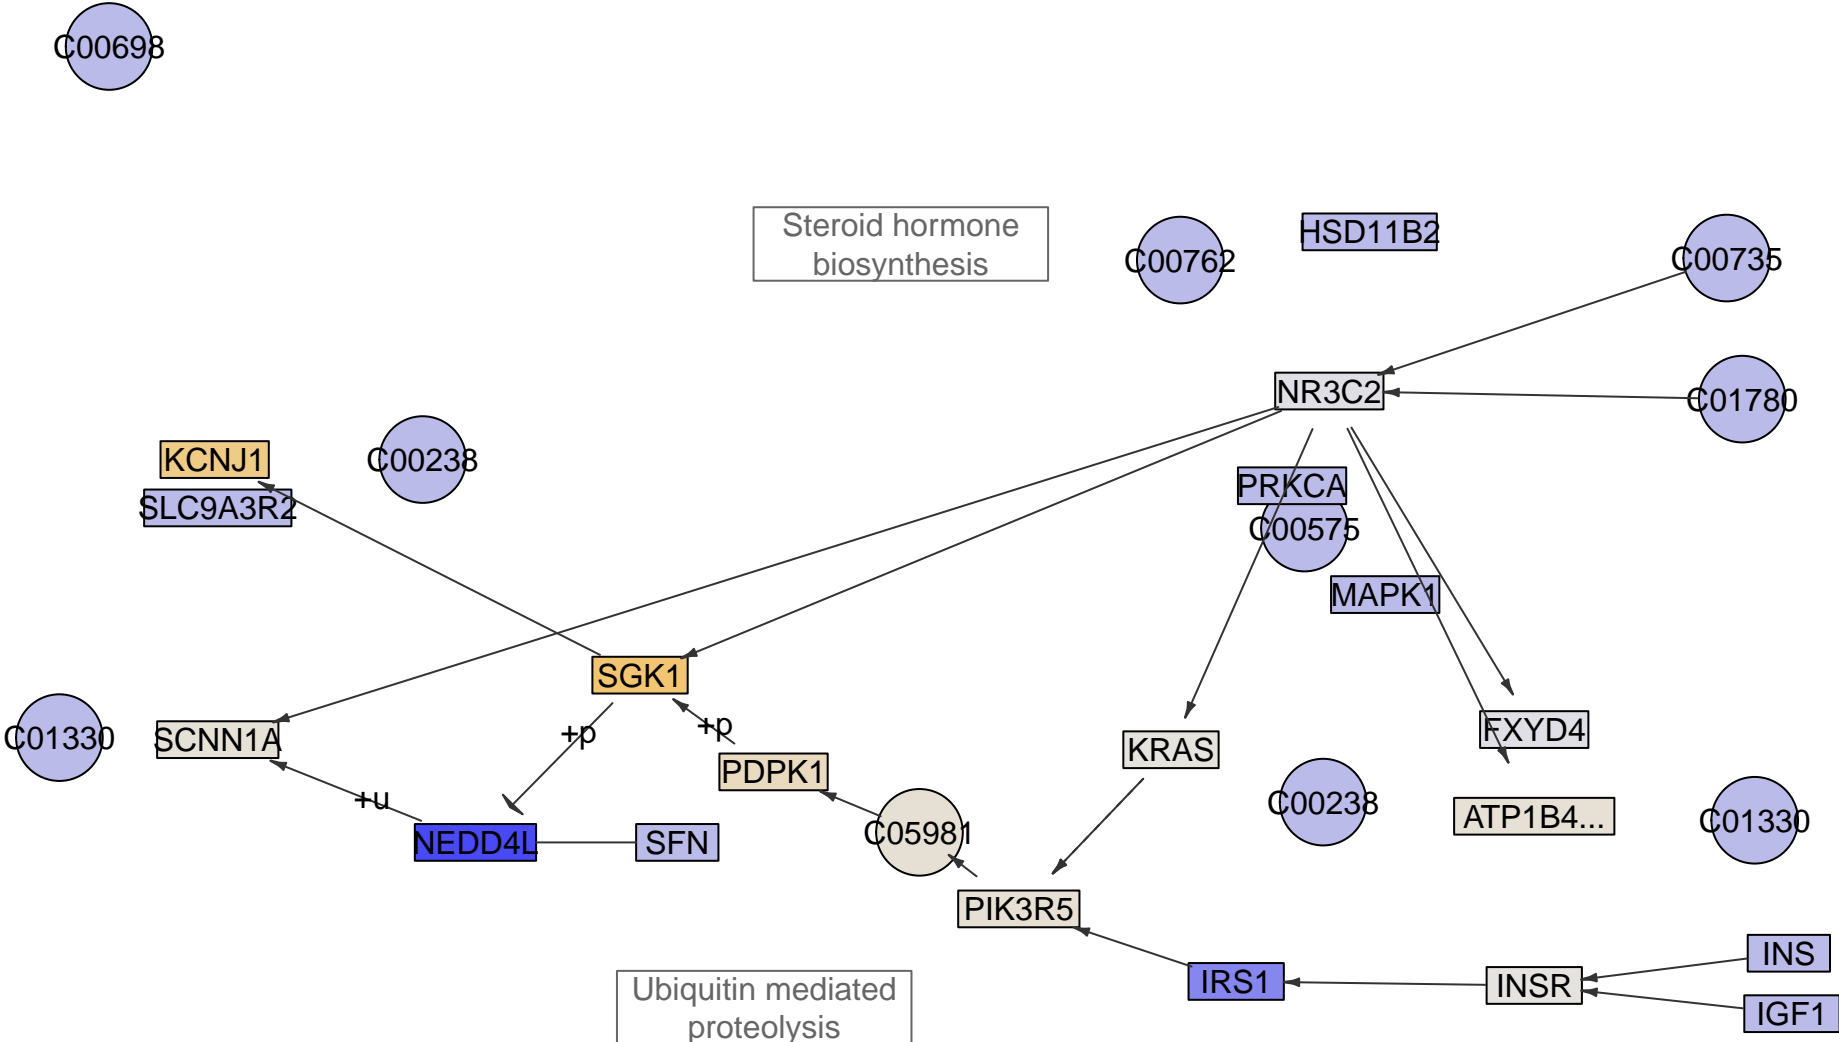 C00698
Steroid hormone
biosynthesis
C00762
HSD11B2
C00735
NR3C2
C01780
KCNJ1
C00238
SLC9A3R2
PRKCA
C00575
MAPK1
SGK1
C01330
SCNN1A
+p
+p
KRAS
FXYD4
PDPK1
+u
C00238
ATP1B4...
C01330
NEDD4L
SFN
C05981
PIK3R5
INS
Ubiquitin mediated
proteolysis
IRS1
INSR
IGF1